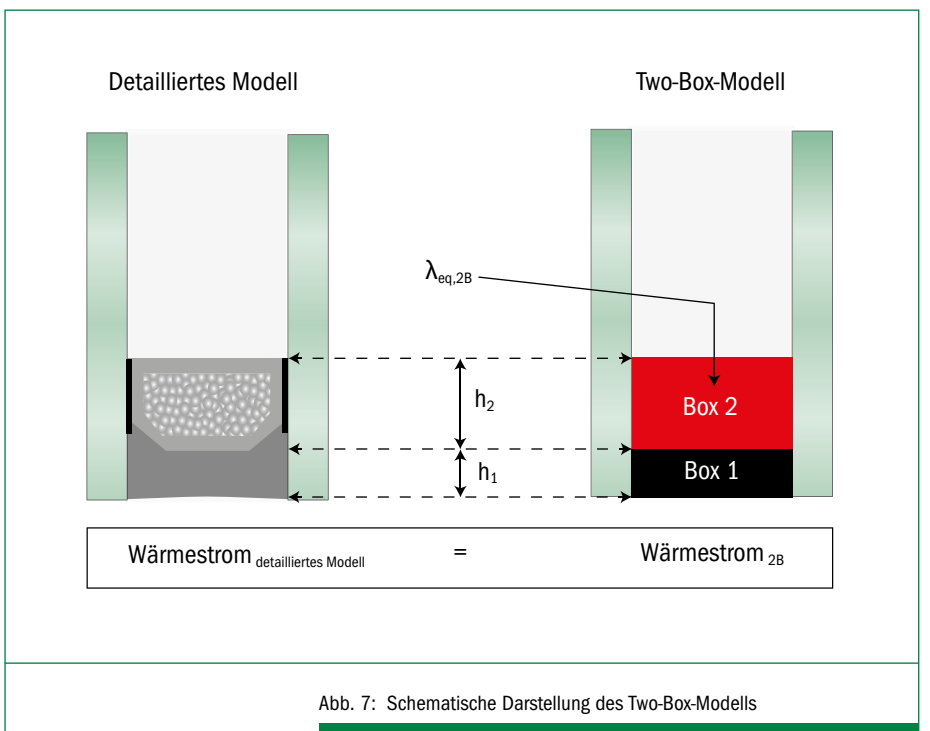 Detailliertes Modell
Two-Box-Modell
λeq,2B
h2
Box 2
h1
Box 1
Wärmestrom detailliertes Modell = Wärmestrom 2B
Abb. 7: Schematische Darstellung des Two-Box-Modells